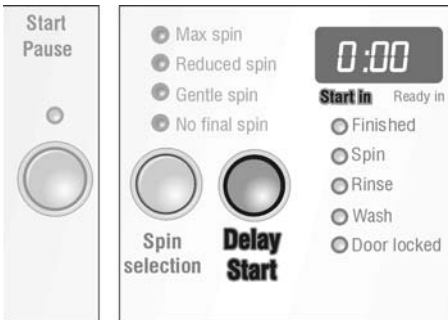 Start
Pause
Max spin
Reduced spin
Gentle spin
No final spin
Spin
selection
Delay
Start
0:00
Start in Ready in
Finished
Spin
Rinse
Wash
Door locked